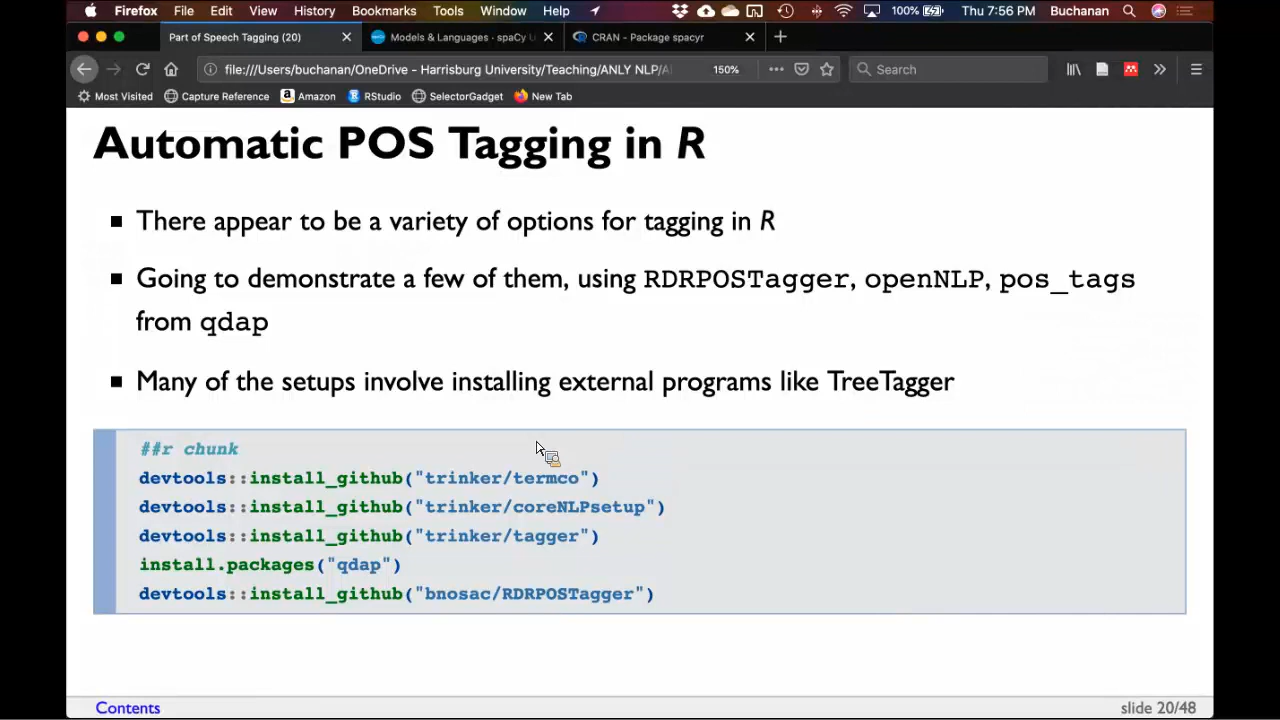 Firefox File Edit View History Bookmarks Tools Window Help 100% Thu 7:56 PM Buchanan
Part of Speech Tagging (20) Models & Languages · spaCy U CRAN - Package spacyr
file:///Users/buchanan/OneDrive - Harrisburg University/Teaching/ANLY NLP/A 150% Search
Most Visited Capture Reference Amazon RStudio SelectorGadget New Tab
Automatic POS Tagging in R
There appear to be a variety of options for tagging in R
Going to demonstrate a few of them, using RDRPOSTagger, openNLP, pos_tags
from qdap
Many of the setups involve installing external programs like TreeTagger
##r chunk
devtools::install_github("trinker/termco")
devtools::install_github("trinker/coreNLPsetup")
devtools::install_github("trinker/tagger")
install.packages("qdap")
devtools::install_github("bnosac/RDRPOSTagger")
Contents slide 20/48